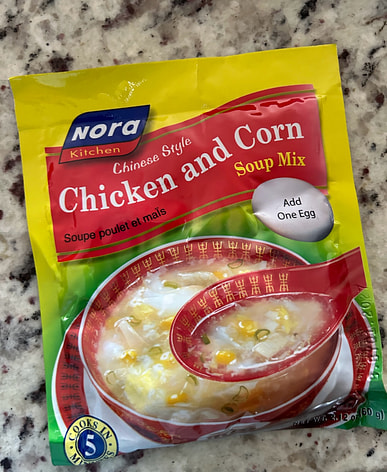 Nora
Kitchen
Chinese Style
Chicken and Corn
Soup Mix
Soupe poulet et maïs
Add
One Egg
COOKS IN
5